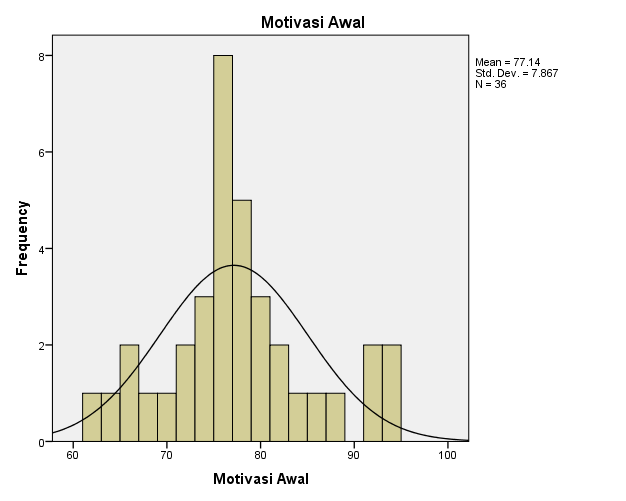 Motivasi Awal
Mean = 77.14
Std. Dev. = 7.867
N = 36
8
6
4
2
0
Frequency
60 70 80 90 100
Motivasi Awal